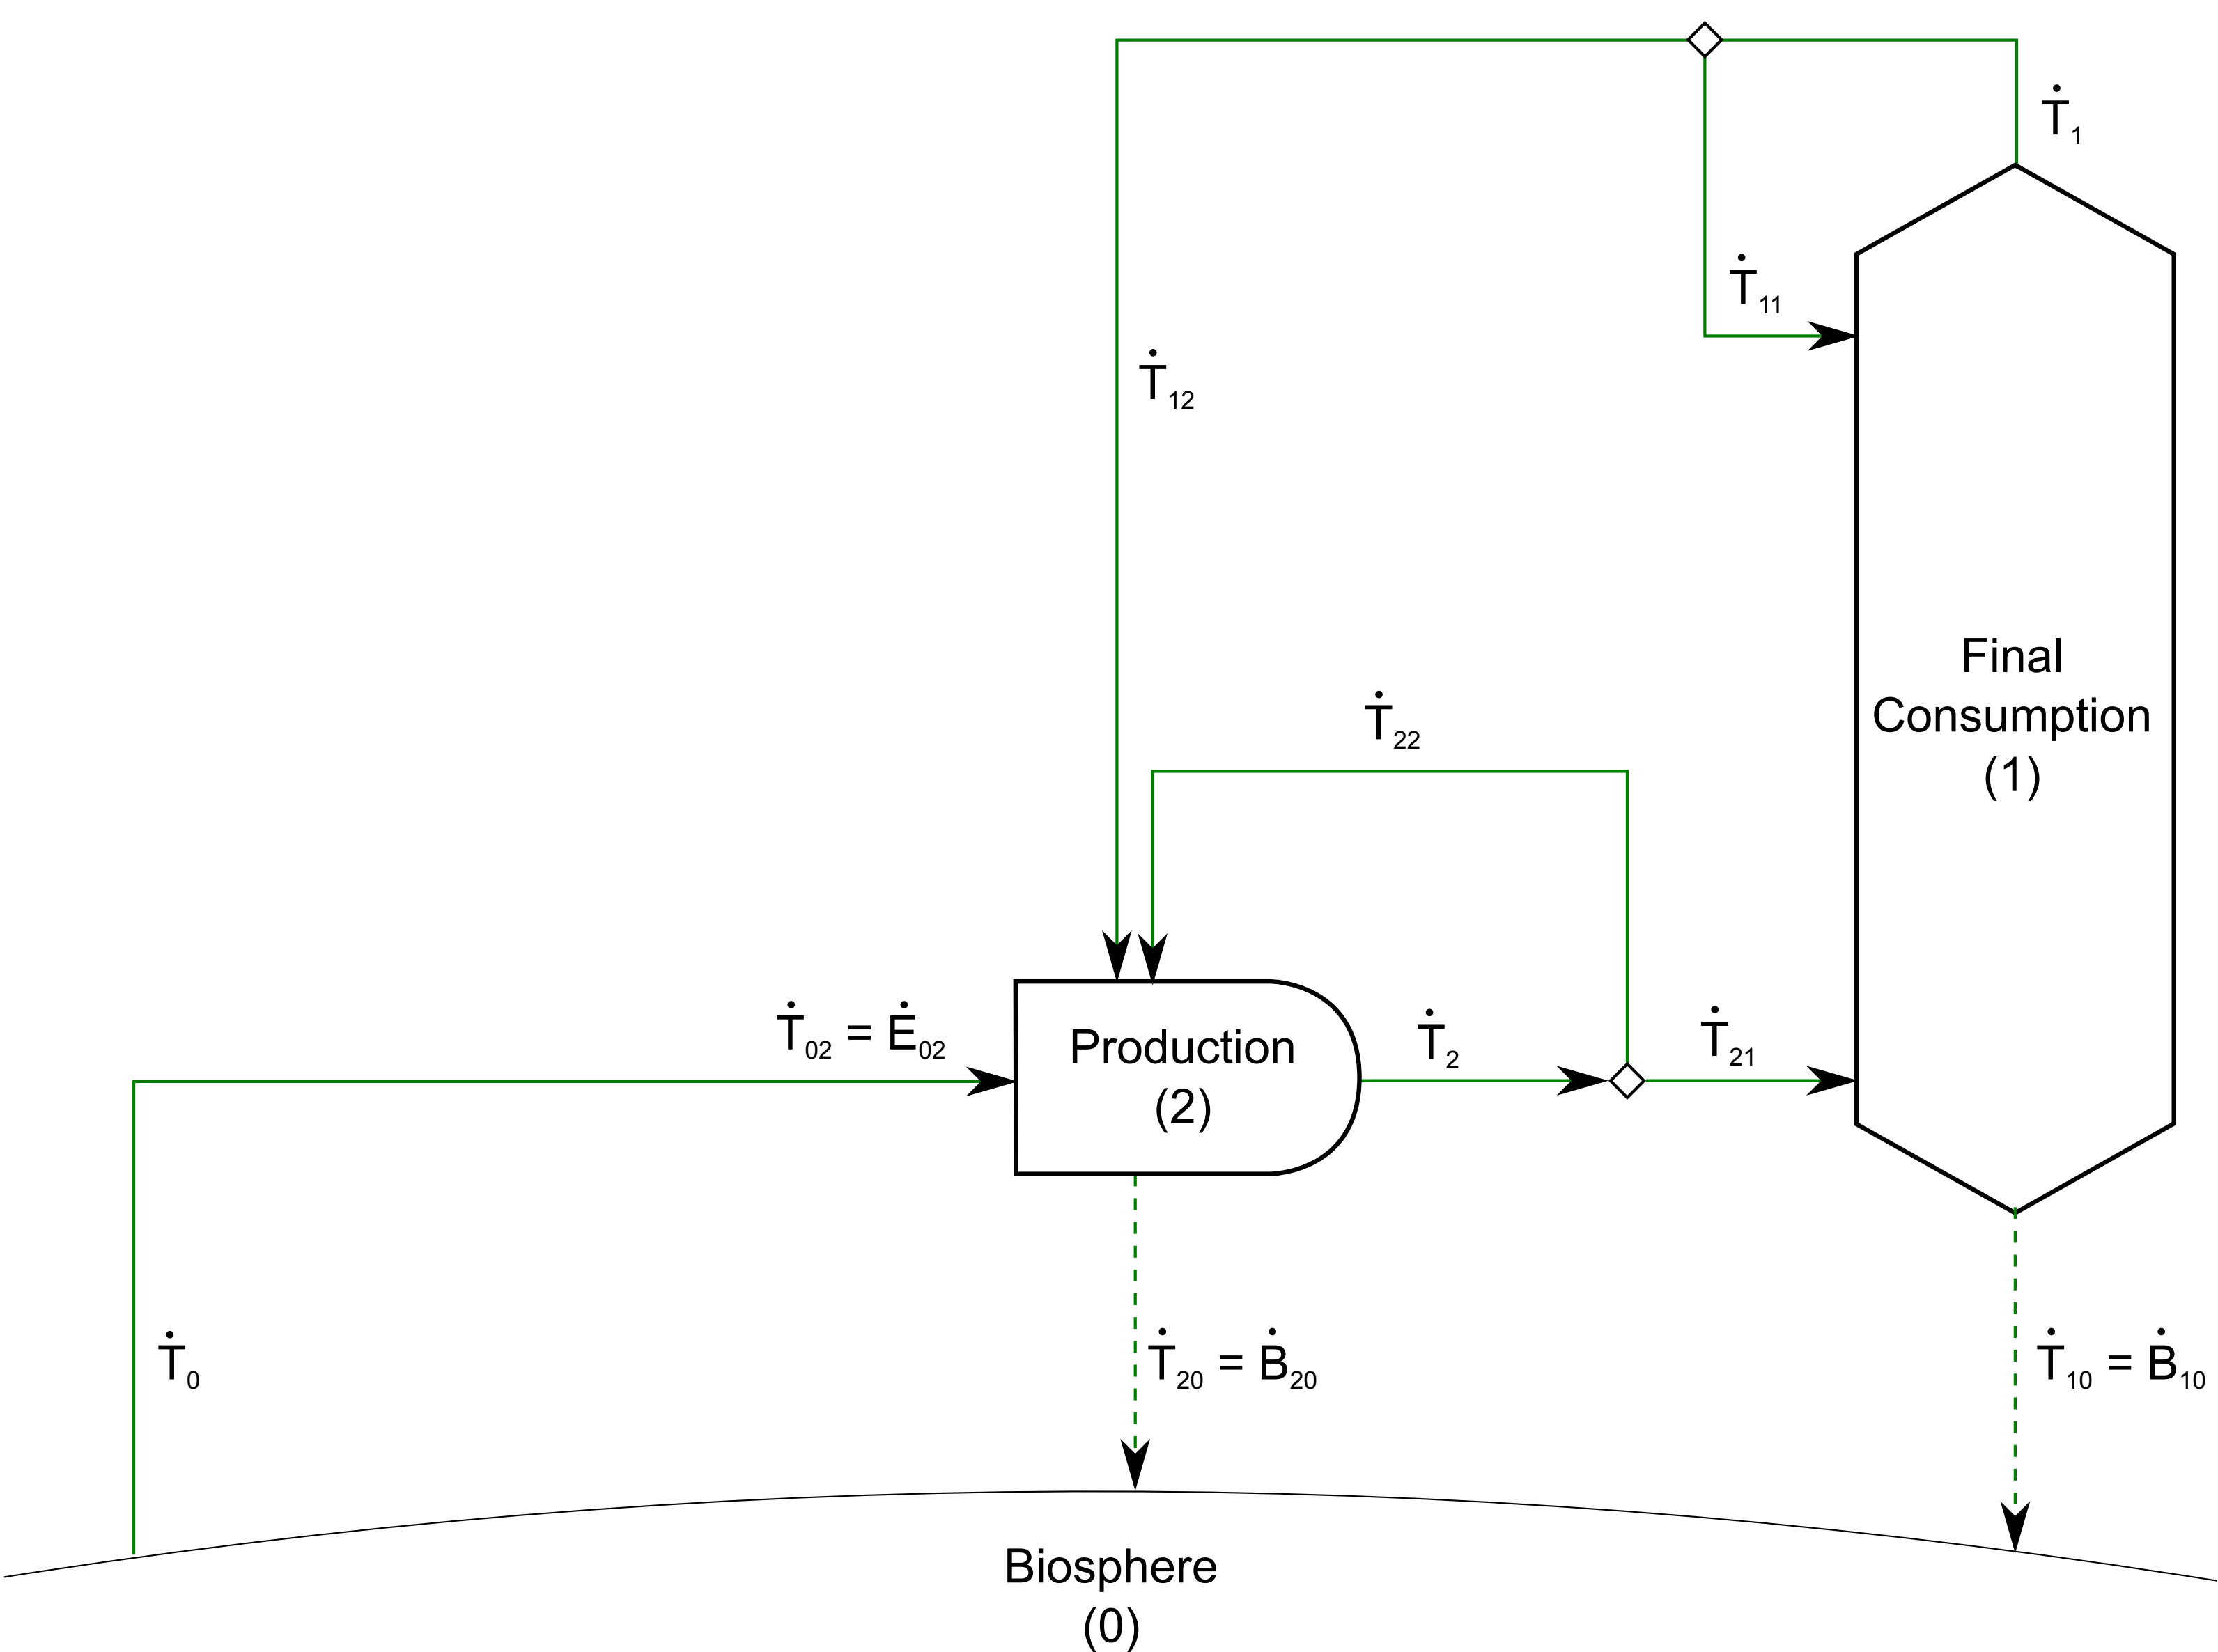 Ṫ₁
Ṫ₁₁
Ṫ₁₂
Final
Consumption
(1)
Ṫ₂₂
Ṫ₀₂ = Ė₀₂
Production
(2)
Ṫ₂
Ṫ₂₁
Ṫ₀
Ṫ₂₀ = Ḃ₂₀
Ṫ₁₀ = Ḃ₁₀
Biosphere
(0)